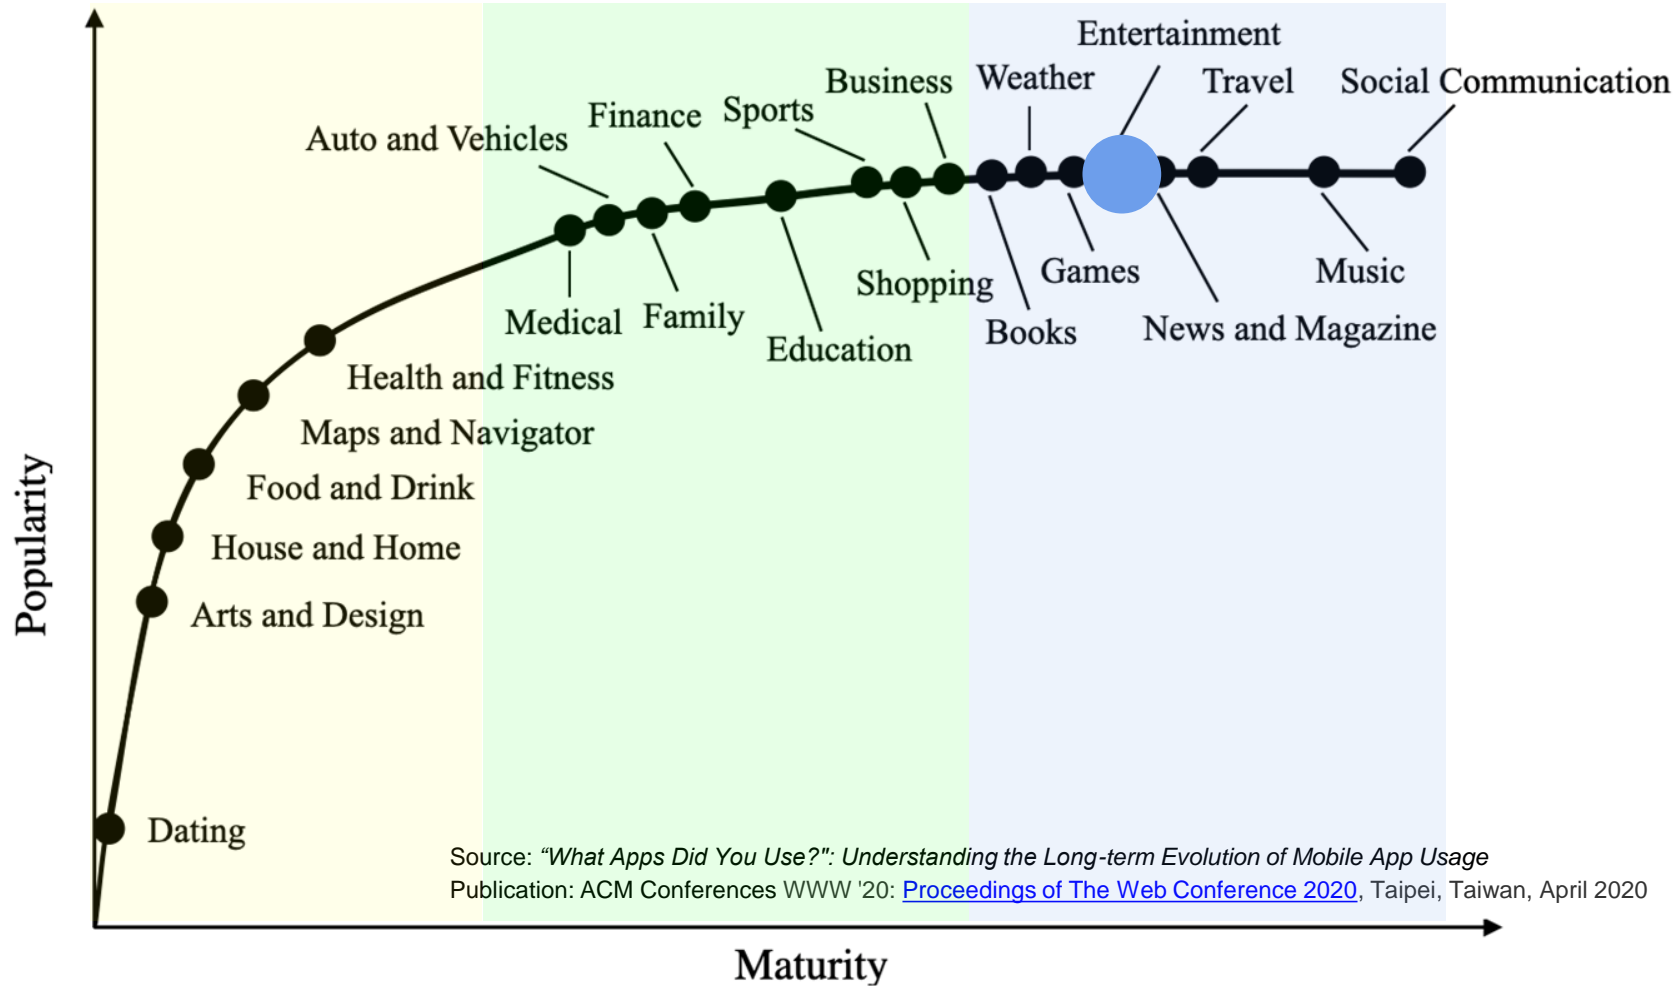 Entertainment
Business
Weather
Travel
Social Communication
Finance
Sports
Auto and Vehicles
Shopping
Games
Music
Medical
Family
Books
News and Magazine
Education
Health and Fitness
Maps and Navigator
Food and Drink
House and Home
Arts and Design
Popularity
Dating
Source: “What Apps Did You Use?": Understanding the Long-term Evolution of Mobile App Usage
Publication: ACM Conferences WWW '20: Proceedings of The Web Conference 2020, Taipei, Taiwan, April 2020
Maturity